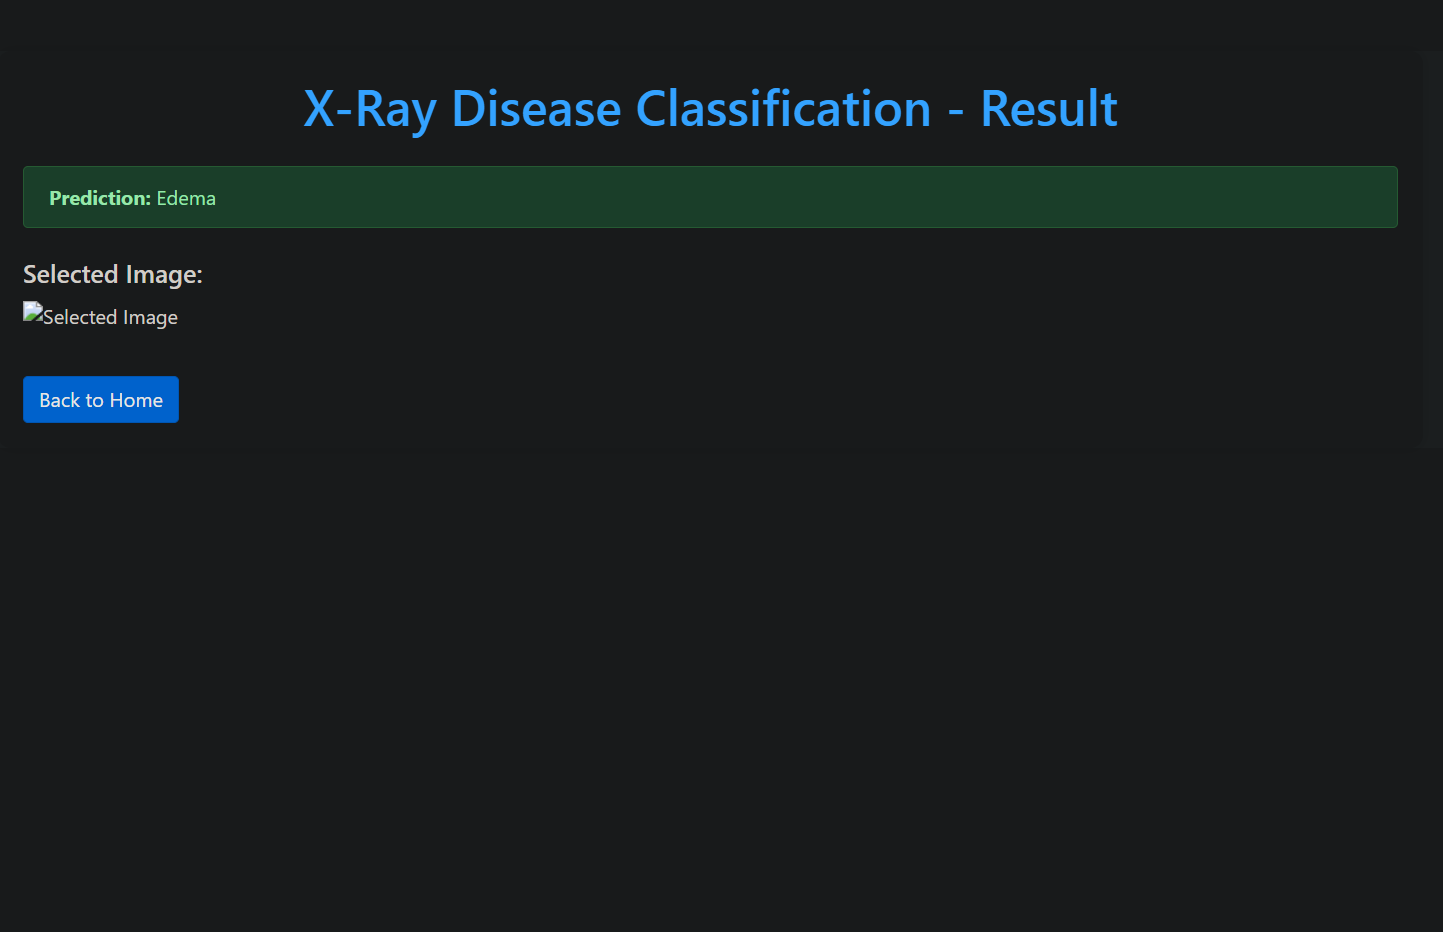 X-Ray Disease Classification - Result
Prediction: Edema
Selected Image:
Selected Image
Back to Home